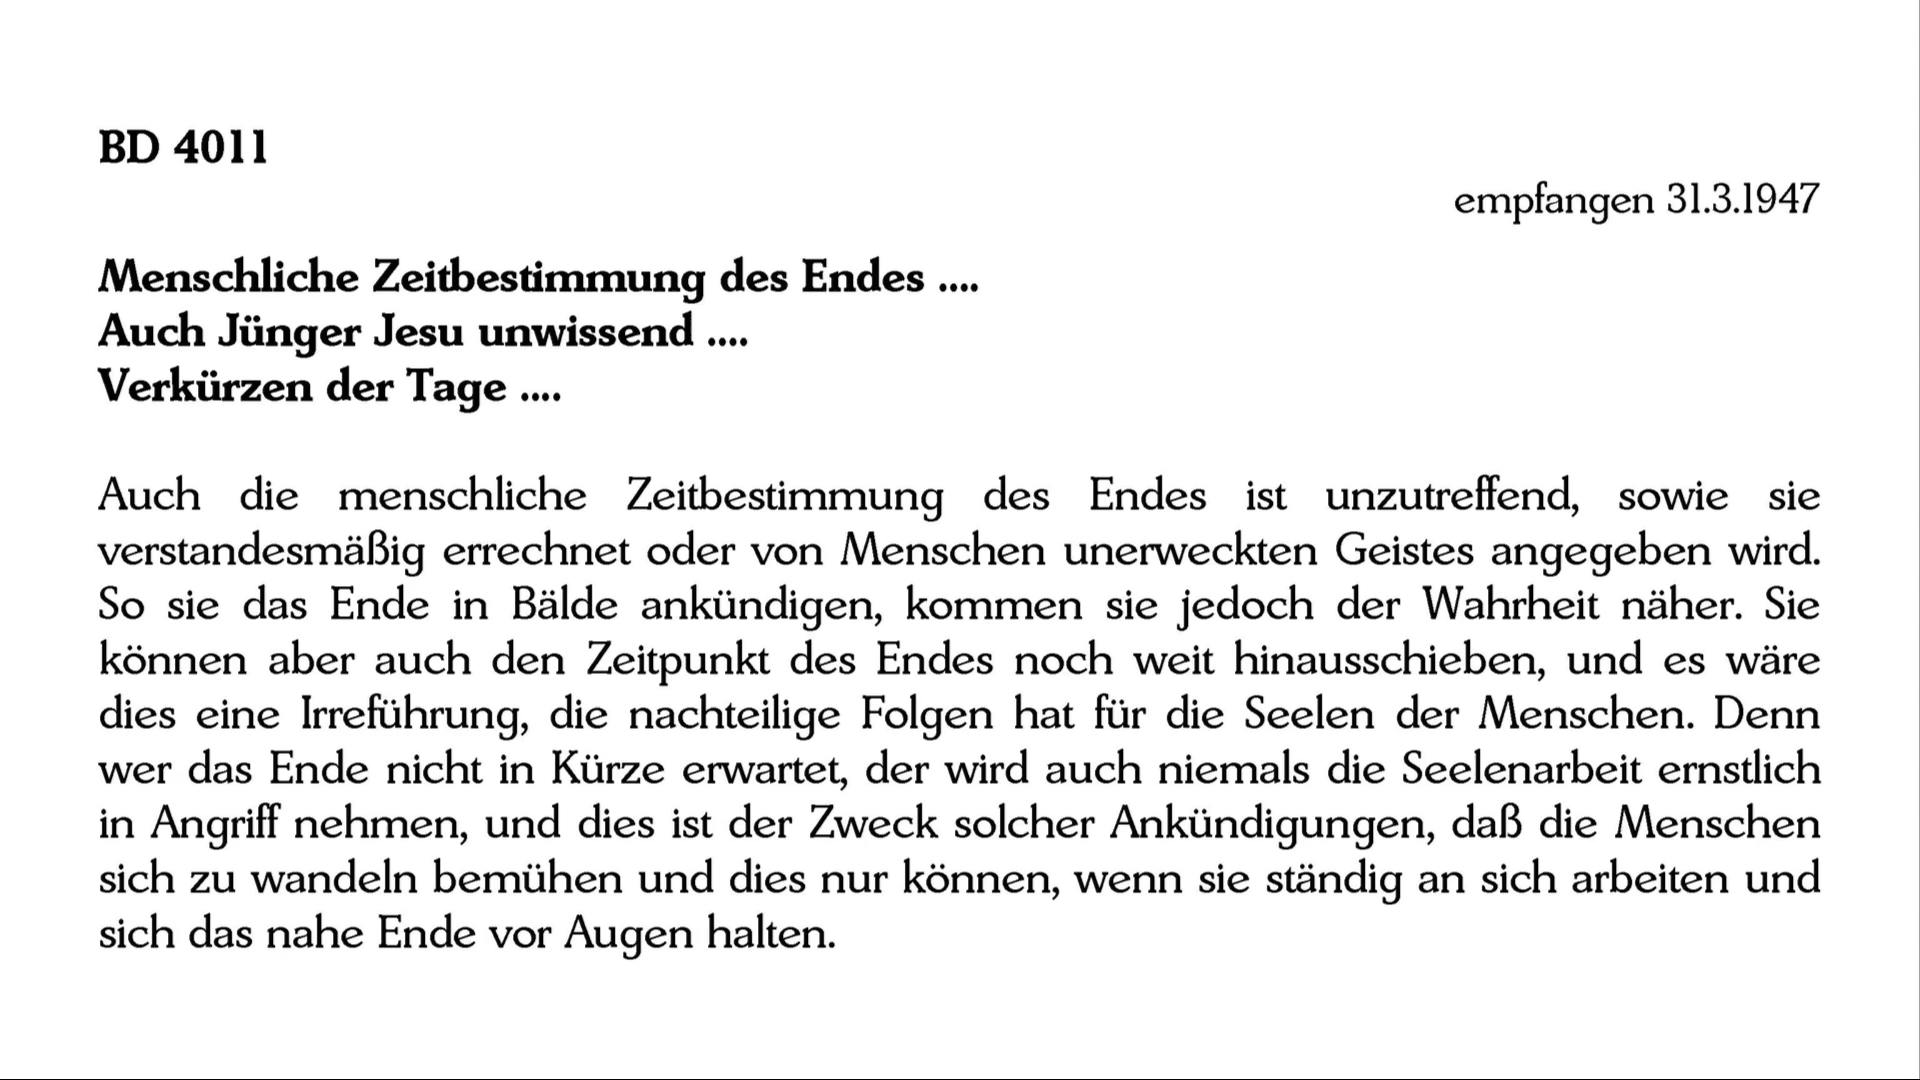 BD 4011
empfangen 31.3.1947
Menschliche Zeitbestimmung des Endes ....
Auch Jünger Jesu unwissend ....
Verkürzen der Tage ....
Auch die menschliche Zeitbestimmung des Endes ist unzutreffend, sowie sie
verstandesmäßig errechnet oder von Menschen unerweckten Geistes angegeben wird.
So sie das Ende in Bälde ankündigen, kommen sie jedoch der Wahrheit näher. Sie
können aber auch den Zeitpunkt des Endes noch weit hinausschieben, und es wäre
dies eine Irreführung, die nachteilige Folgen hat für die Seelen der Menschen. Denn
wer das Ende nicht in Kürze erwartet, der wird auch niemals die Seelenarbeit ernstlich
in Angriff nehmen, und dies ist der Zweck solcher Ankündigungen, daß die Menschen
sich zu wandeln bemühen und dies nur können, wenn sie ständig an sich arbeiten und
sich das nahe Ende vor Augen halten.